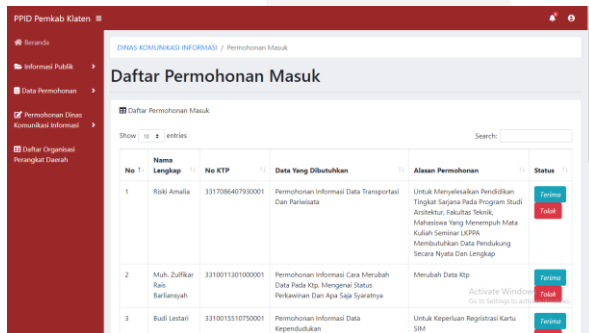 PPID Pemkab Klaten
Beranda
DINAS KOMUNIKASI INFORMASI / Permohonan Masuk
Informasi Publik
Data Permohonan
Permohonan Dinas
Komunikasi Informasi
Daftar Organisasi
Perangkat Daerah
Daftar Permohonan Masuk
Daftar Permohonan Masuk
Show 10 entries
Search:
No Nama Lengkap No KTP Data Yang Dibutuhkan Alasan Permohonan Status
1 Riski Amalia 3317086407930001 Permohonan Informasi Data Transportasi
Dan Pariwisata
Untuk Menyelesaikan Pendidikan
Tingkat Sarjana Pada Program Studi
Arsitektur, Fakultas Teknik,
Mahasiswa Yang Menempuh Mata
Kuliah Seminar LKPPA
Membutuhkan Data Pendukung
Secara Nyata Dan Lengkap
Terima
Tolak
2 Muh. Zulfikar
Rais
Barliansyah
3310011301000001
Permohonan Informasi Cara Merubah
Data Pada Ktp, Mengenai Status
Perkawinan Dan Apa Saja Syaratnya
Merubah Data Ktp
Terima
Tolak
Activate Windows
Go to Settings to activate Windows.
3 Budi Lestari 3310015510750001 Permohonan Informasi Data
Kependudukan
Untuk Keperluan Regristrasi Kartu
SIM
Terima